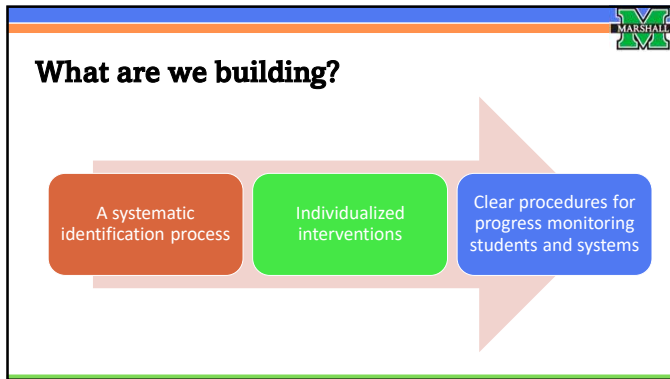 MARSHALL
What are we building?
A systematic
identification process
Individualized
interventions
Clear procedures for
progress monitoring
students and systems